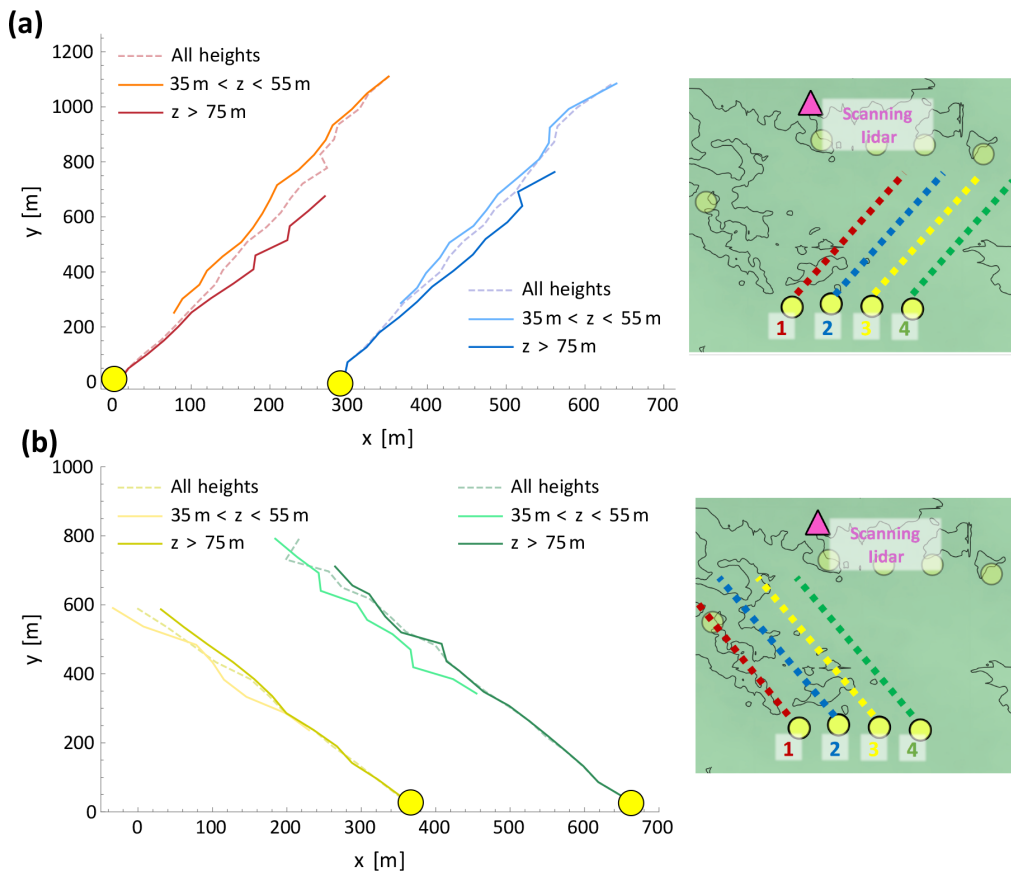 (a)
1200
1000
800
600
400
200
0
y [m]
All heights
35 m < z < 55 m
z > 75 m
All heights
35 m < z < 55 m
z > 75 m
0 100 200 300 400 500 600 700
x [m]
Scanning
lidar
1 2 3 4
(b)
1000
800
600
400
200
0
y [m]
All heights
35 m < z < 55 m
z > 75 m
All heights
35 m < z < 55 m
z > 75 m
0 100 200 300 400 500 600 700
x [m]
Scanning
lidar
1 2 3 4